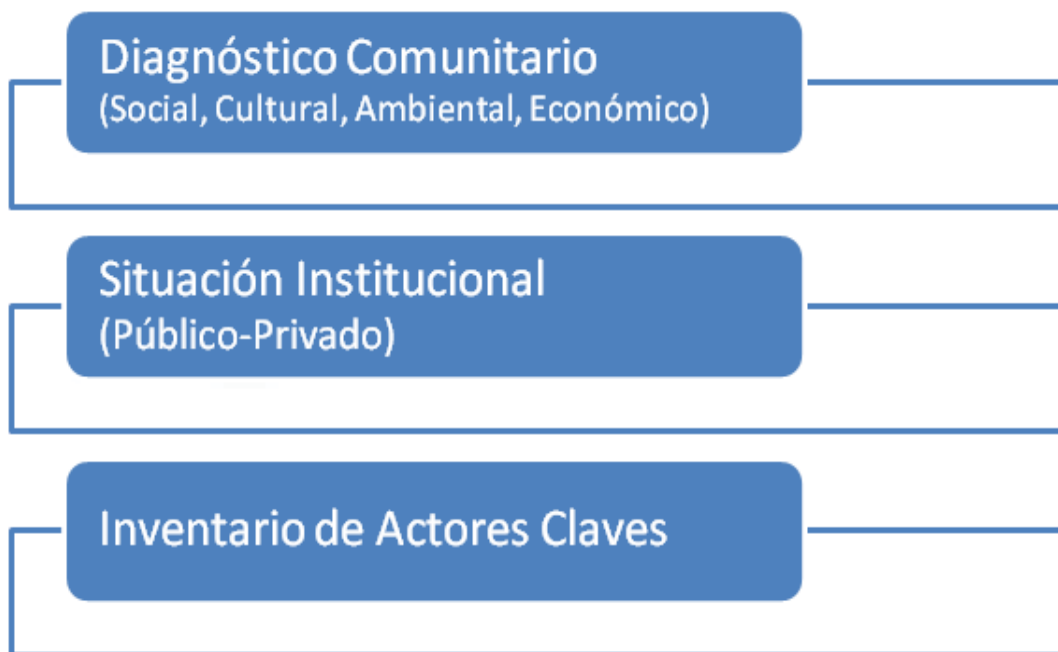 Diagnóstico Comunitario
(Social, Cultural, Ambiental, Económico)
Situación Institucional
(Público-Privado)
Inventario de Actores Claves